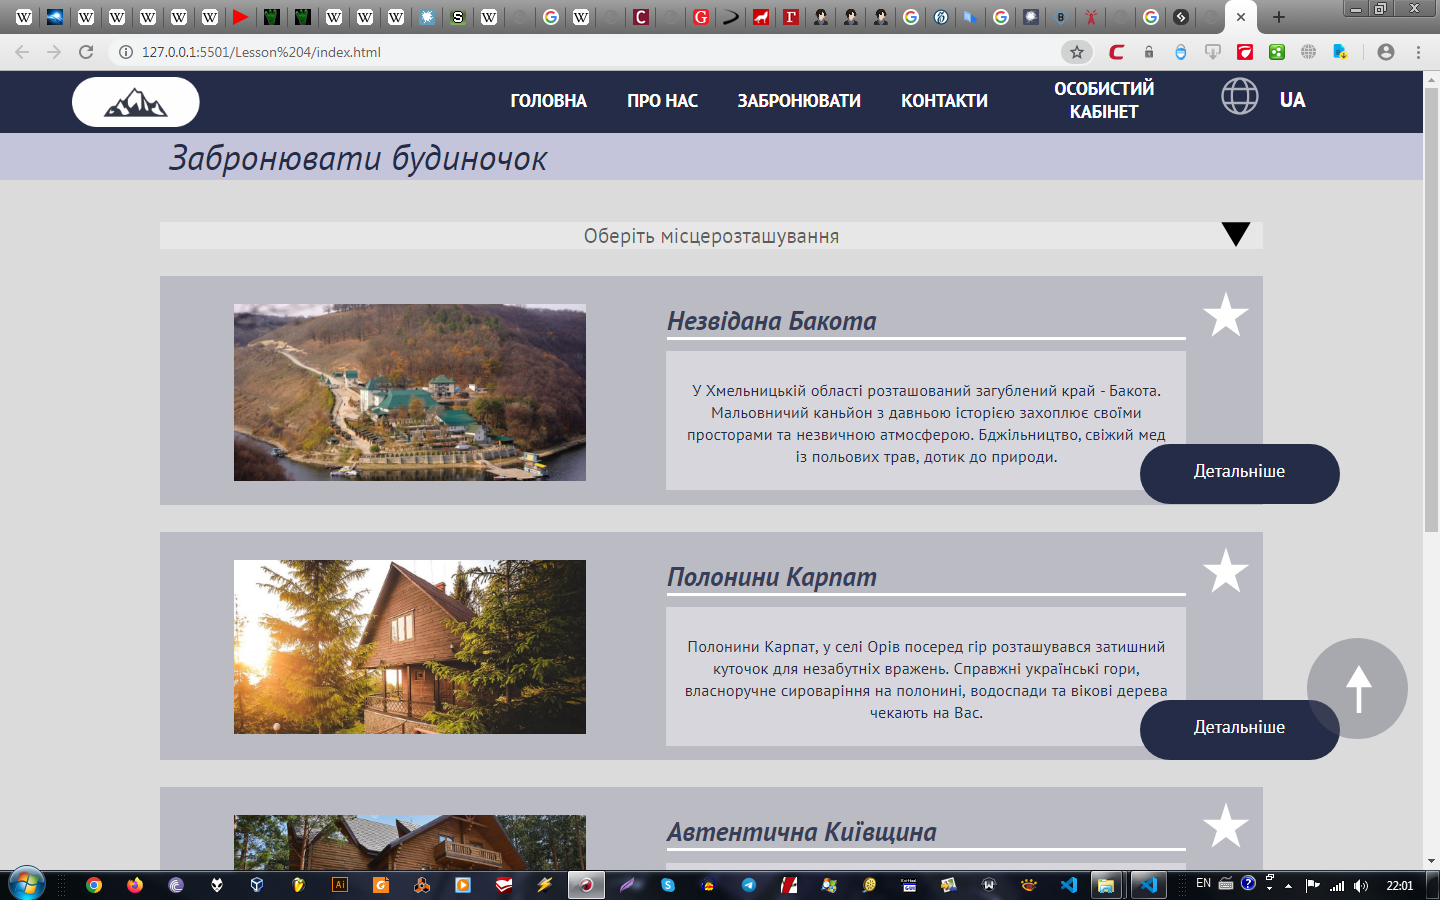 127.0.0.1:5501/Lesson%204/index.html
ГОЛОВНА
ПРО НАС
ЗАБРОНЮВАТИ
КОНТАКТИ
ОСОБИСТИЙ
КАБІНЕТ
UA
Забронювати будиночок
Оберіть місцерозташування
Незвідана Бакота
У Хмельницькій області розташований загублений край - Бакота.
Мальовничий каньйон з давньою історією захоплює своїми
просторами та незвичною атмосферою. Бджільництво, свіжий мед
із польових трав, дотик до природи.
Детальніше
Полонини Карпат
Полонини Карпат, у селі Орів посеред гір розташувався затишний
куточок для незабутніх вражень. Справжні українські гори,
власноручне сироваріння на полонині, водоспади та вікові дерева
чекають на Вас.
Детальніше
Автентична Київщина
EN
22:01